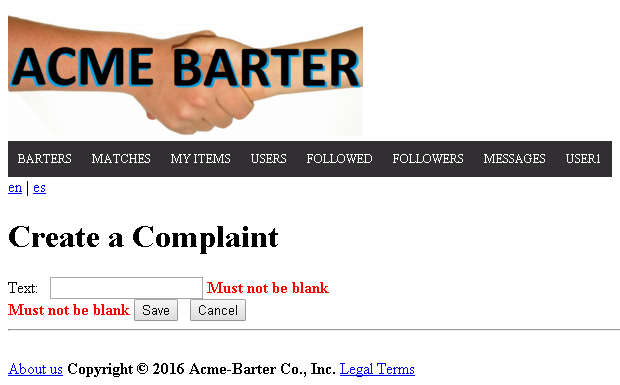 ACME BARTER
BARTERS MATCHES MY ITEMS USERS FOLLOWED FOLLOWERS MESSAGES USER1
en | es
Create a Complaint
Text: Must not be blank
Must not be blank Save Cancel
About us Copyright © 2016 Acme-Barter Co., Inc. Legal Terms